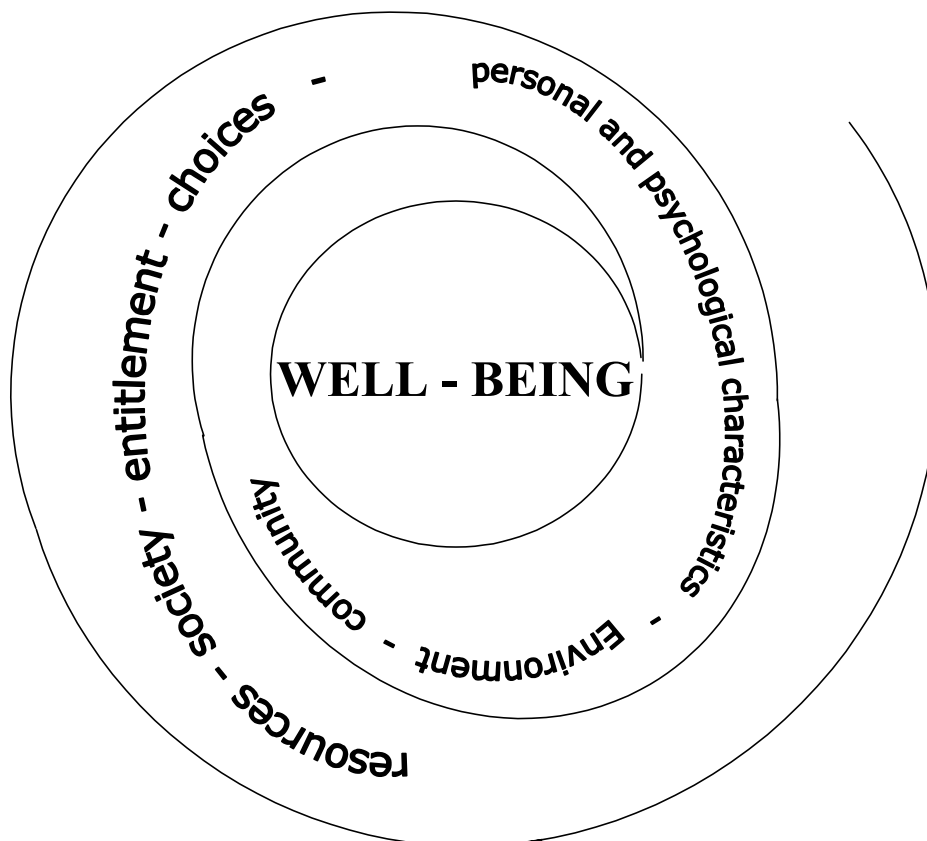 resources - society - entitlement - choices -
personal and psychological characteristics - Environment - community
WELL - BEING